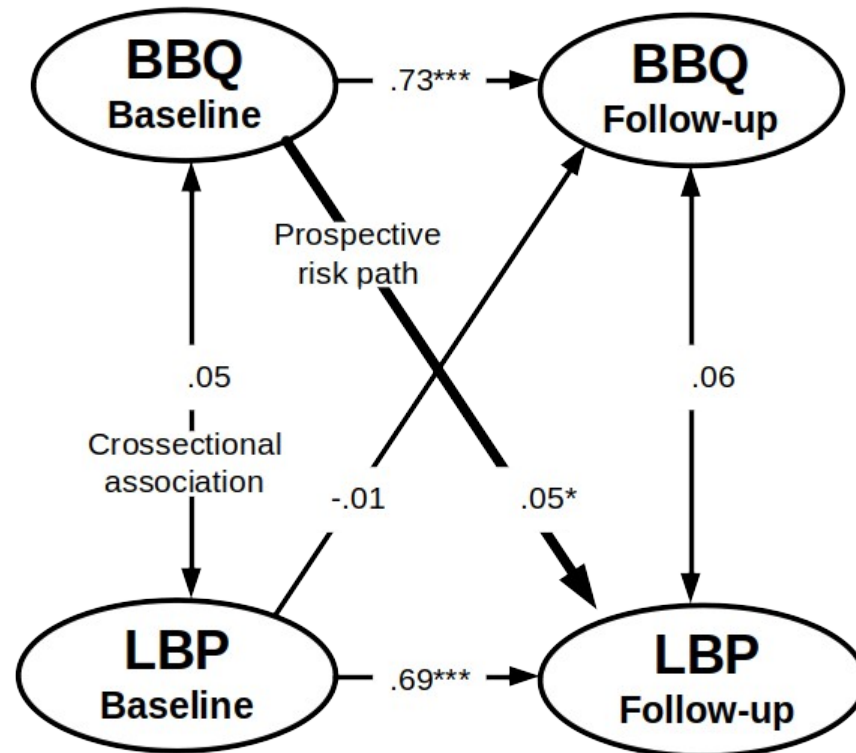 BBQ
Baseline
.73***
BBQ
Follow-up
Prospective
risk path
.05
.06
Crossectional
association
-.01
.05*
LBP
Baseline
.69***
LBP
Follow-up